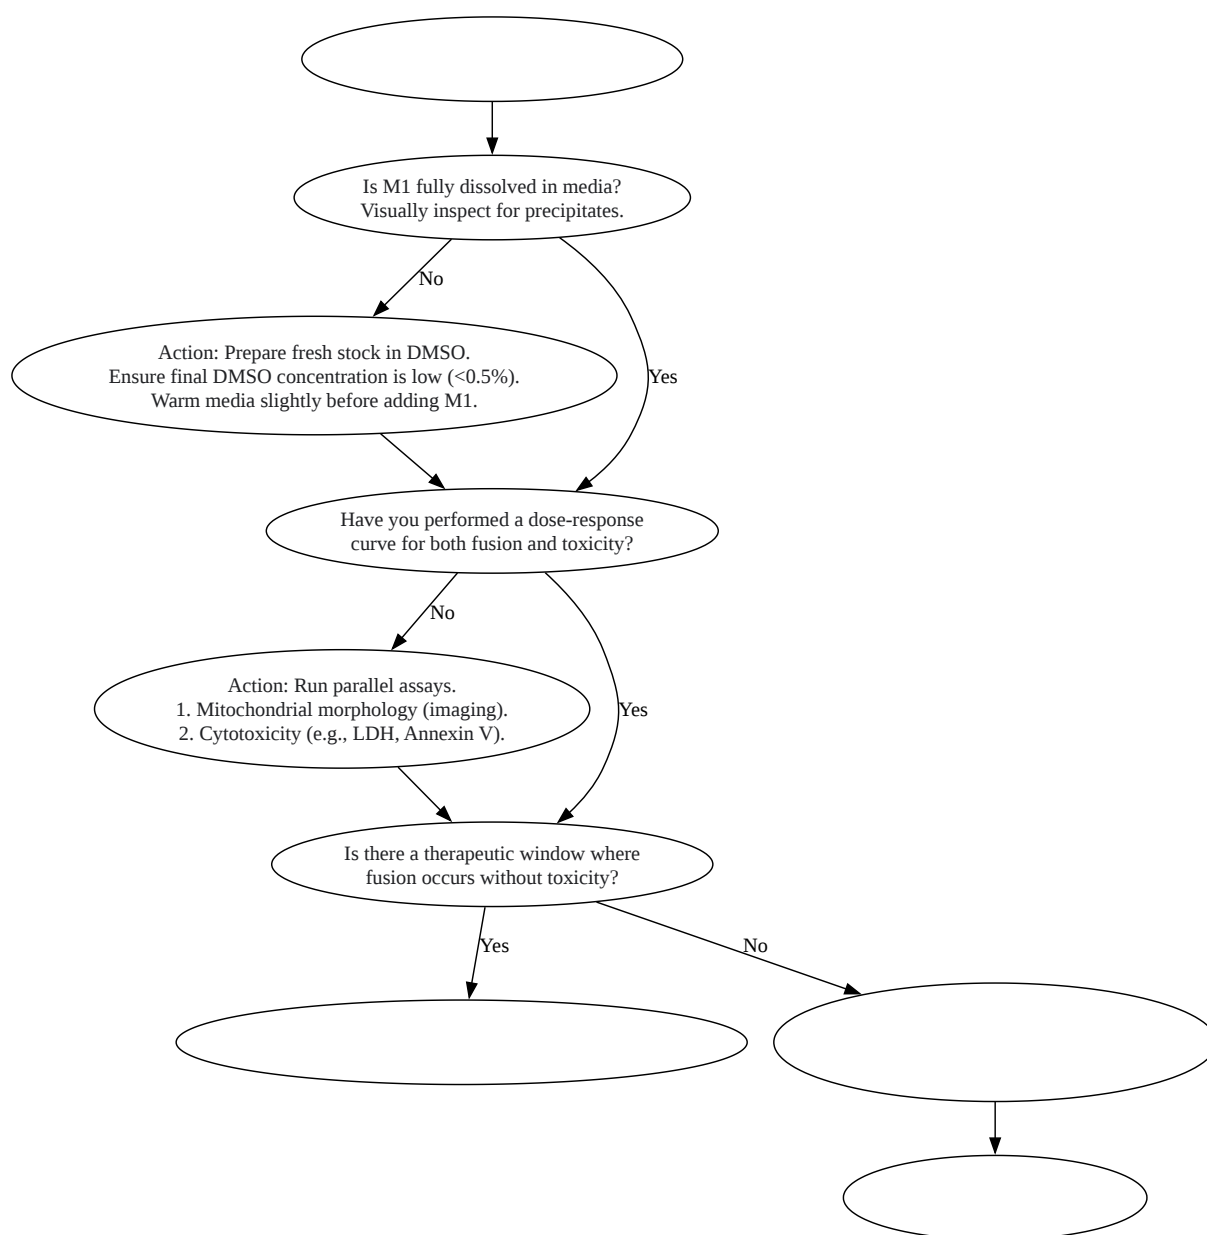 Is M1 fully dissolved in media?
Visually inspect for precipitates.
No
Action: Prepare fresh stock in DMSO.
Ensure final DMSO concentration is low (<0.5%).
Warm media slightly before adding M1.
Yes
Have you performed a dose-response
curve for both fusion and toxicity?
No
Action: Run parallel assays.
1. Mitochondrial morphology (imaging).
2. Cytotoxicity (e.g., LDH, Annexin V).
Yes
Is there a therapeutic window where
fusion occurs without toxicity?
Yes
No